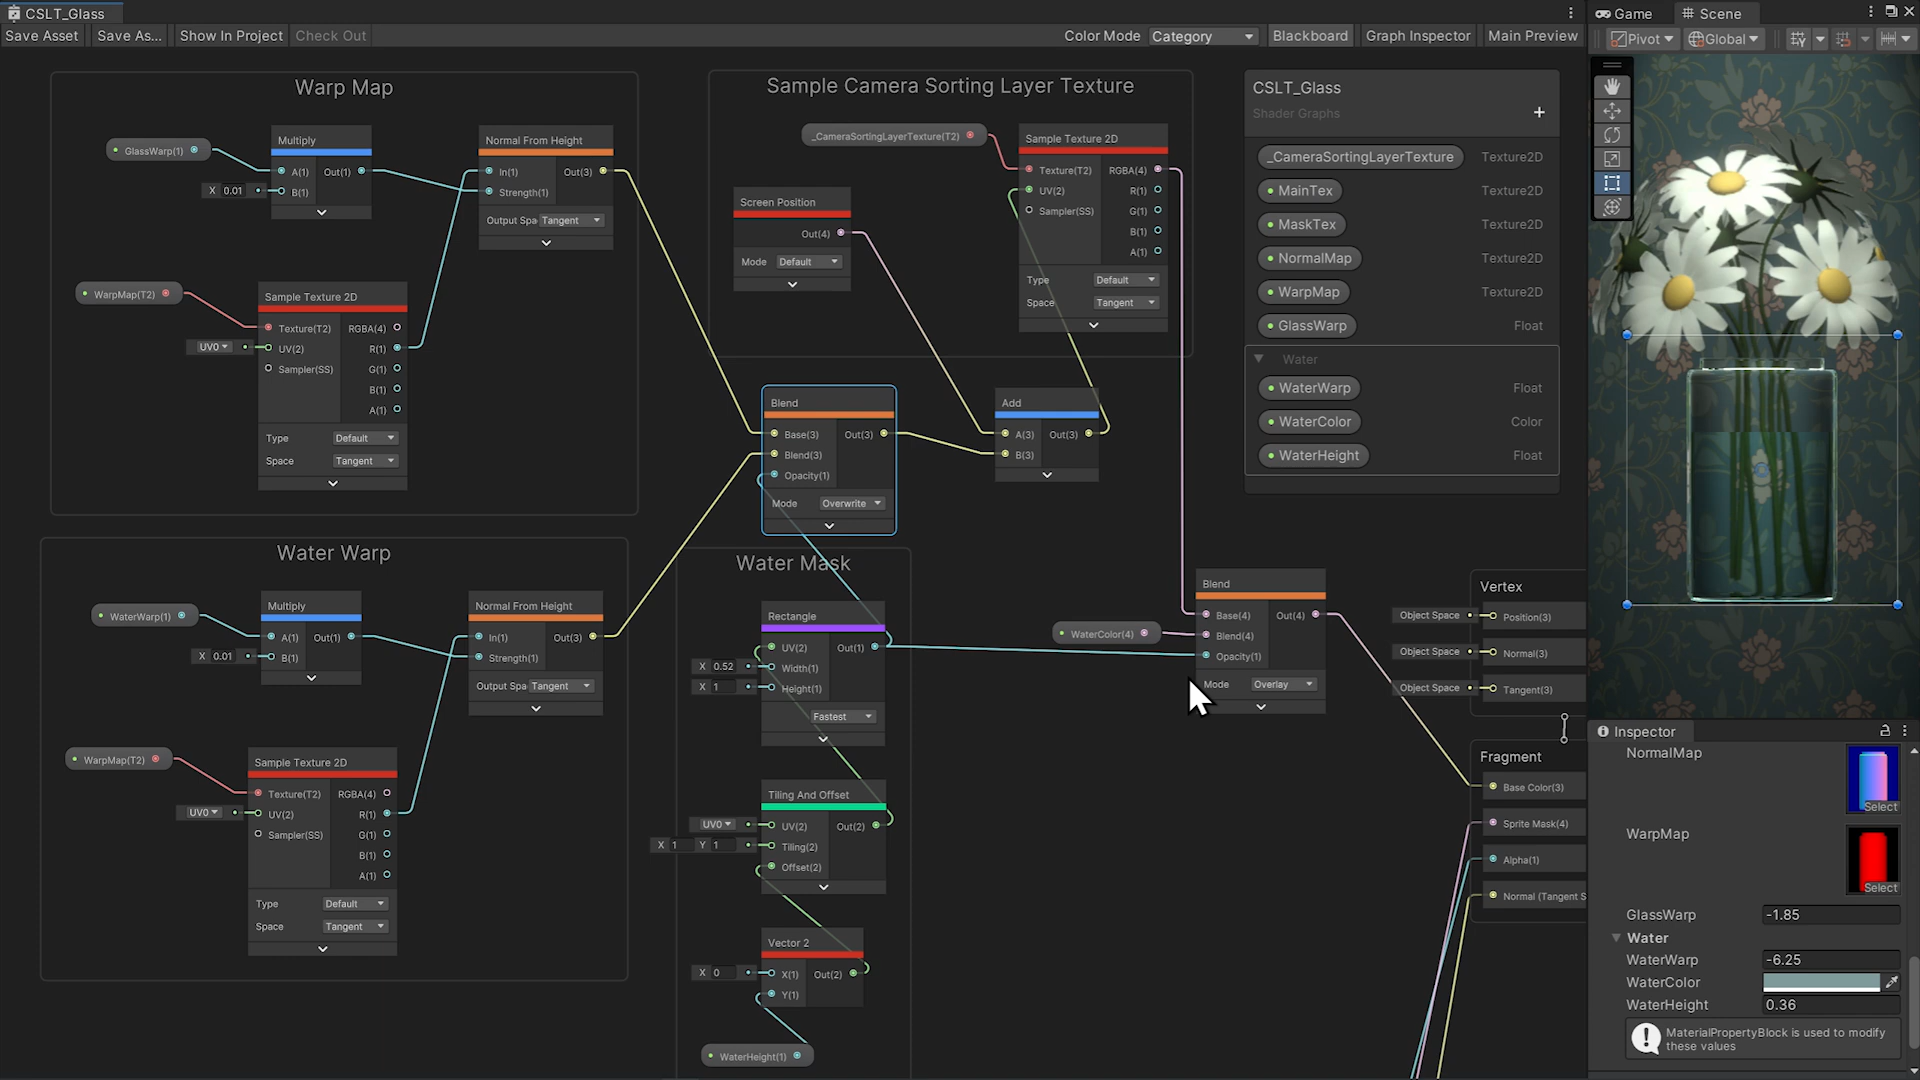 CSLT_Glass
Game
Scene
Save Asset
Save As...
Show In Project
Check Out
Color Mode
Category
Blackboard
Graph Inspector
Main Preview
Pivot
Global
Warp Map
GlassWarp(1)
X 0.01
Multiply
A(1)
Out(1)
B(1)
Normal From Height
In(1)
Out(3)
Strength(1)
Output Spa
Tangent
WarpMap(T2)
UV0
Sample Texture 2D
Texture(T2)
RGBA(4)
UV(2)
R(1)
Sampler(SS)
G(1)
B(1)
A(1)
Type
Default
Space
Tangent
Sample Camera Sorting Layer Texture
_CameraSortingLayerTexture(T2)
Sample Texture 2D
Texture(T2)
RGBA(4)
UV(2)
R(1)
Sampler(SS)
G(1)
B(1)
A(1)
Type
Default
Space
Tangent
Screen Position
Out(4)
Mode
Default
Blend
Base(3)
Out(3)
Blend(3)
Opacity(1)
Mode
Overwrite
Add
A(3)
Out(3)
B(3)
CSLT_Glass
Shader Graphs
+
_CameraSortingLayerTexture
Texture2D
MainTex
Texture2D
MaskTex
Texture2D
NormalMap
Texture2D
WarpMap
Texture2D
GlassWarp
Float
Water
WaterWarp
Float
WaterColor
Color
WaterHeight
Float
Water Warp
WaterWarp(1)
X 0.01
Multiply
A(1)
Out(1)
B(1)
Normal From Height
In(1)
Out(3)
Strength(1)
Output Spa
Tangent
WarpMap(T2)
UV0
Sample Texture 2D
Texture(T2)
RGBA(4)
UV(2)
R(1)
Sampler(SS)
G(1)
B(1)
A(1)
Type
Default
Space
Tangent
Water Mask
Rectangle
UV(2)
Out(1)
X 0.52
Width(1)
X 1
Height(1)
Fastest
Tiling And Offset
UV0
UV(2)
Out(2)
X 1 Y 1
Tiling(2)
Offset(2)
Vector 2
X 0
X(1)
Out(2)
Y(1)
WaterHeight(1)
WaterColor(4)
Blend
Base(4)
Out(4)
Blend(4)
Opacity(1)
Mode
Overlay
Vertex
Object Space
Position(3)
Object Space
Normal(3)
Object Space
Tangent(3)
Fragment
Base Color(3)
Sprite Mask(4)
Alpha(1)
Normal (Tangent S
Inspector
NormalMap
Select
WarpMap
Select
GlassWarp
-1.85
Water
WaterWarp
-6.25
WaterColor
WaterHeight
0.36
MaterialPropertyBlock is used to modify
these values